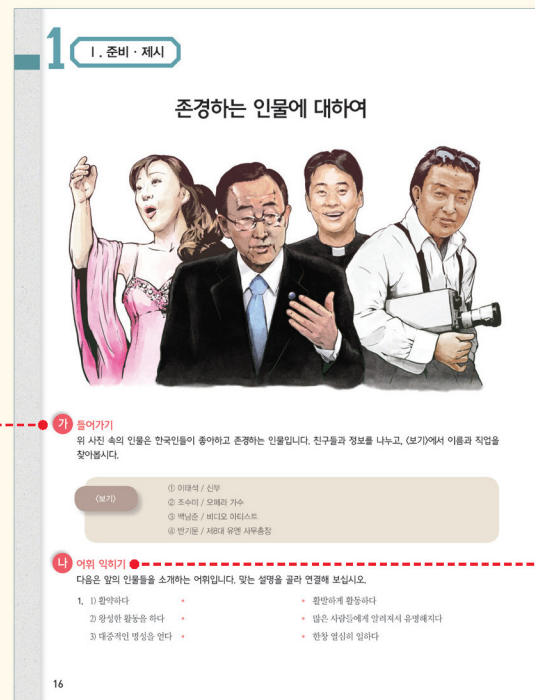 1
Ⅰ. 준비 · 제시
존경하는 인물에 대하여
가 들어가기
위 사진 속의 인물은 한국인들이 좋아하고 존경하는 인물입니다. 친구들과 정보를 나누고, 〈보기〉에서 이름과 직업을
찾아봅시다.
〈보기〉
① 이태석 / 신부
② 조수미 / 오페라 가수
③ 백남준 / 비디오 아티스트
④ 반기문 / 제8대 유엔 사무총장
나 어휘 익히기
다음은 앞의 인물들을 소개하는 어휘입니다. 맞는 설명을 골라 연결해 보십시오.
1. 1) 활약하다 • • 활발하게 활동하다
2) 왕성한 활동을 하다 • • 많은 사람들에게 알려져서 유명해지다
3) 대중적인 명성을 얻다 • • 한창 열심히 일하다
16